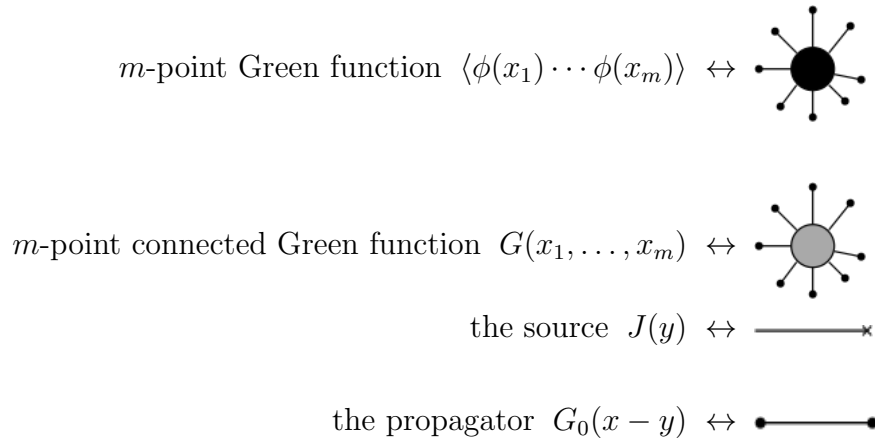 m-point Green function ⟨ϕ(x₁) ⋯ ϕ(xₘ)⟩ ↔
m-point connected Green function G(x₁, . . . , xₘ) ↔
the source J(y) ↔
the propagator G₀(x − y) ↔